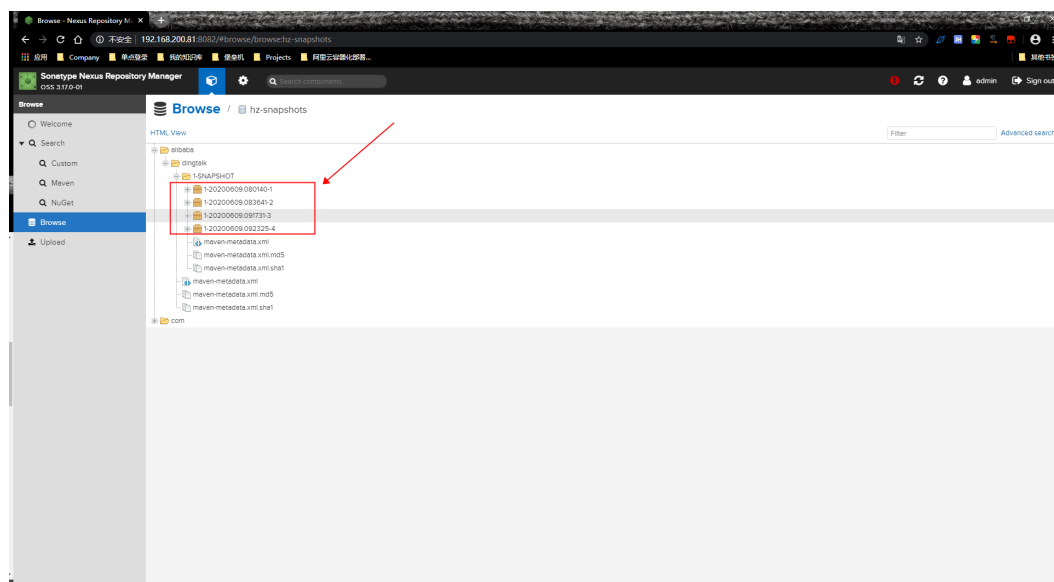 Browse - Nexus Repository M
不安全 192.168.200.81:8082/#browse/browse:hz-snapshots
应用 Company 单点登录 我的知识库 堡垒机 Projects 阿里云容器化部署... 其他书签
Sonatype Nexus Repository Manager
OSS 3.17.0-01
Search components
admin Sign out
Browse
Welcome
Search
Custom
Maven
NuGet
Browse
Upload
Browse / hz-snapshots
HTML View Filter Advanced search
alibaba
dingtalk
1-SNAPSHOT
1-20200609.080140-1
1-20200609.083641-2
1-20200609.091731-3
1-20200609.092325-4
maven-metadata.xml
maven-metadata.xml.md5
maven-metadata.xml.sha1
maven-metadata.xml
maven-metadata.xml.md5
maven-metadata.xml.sha1
com